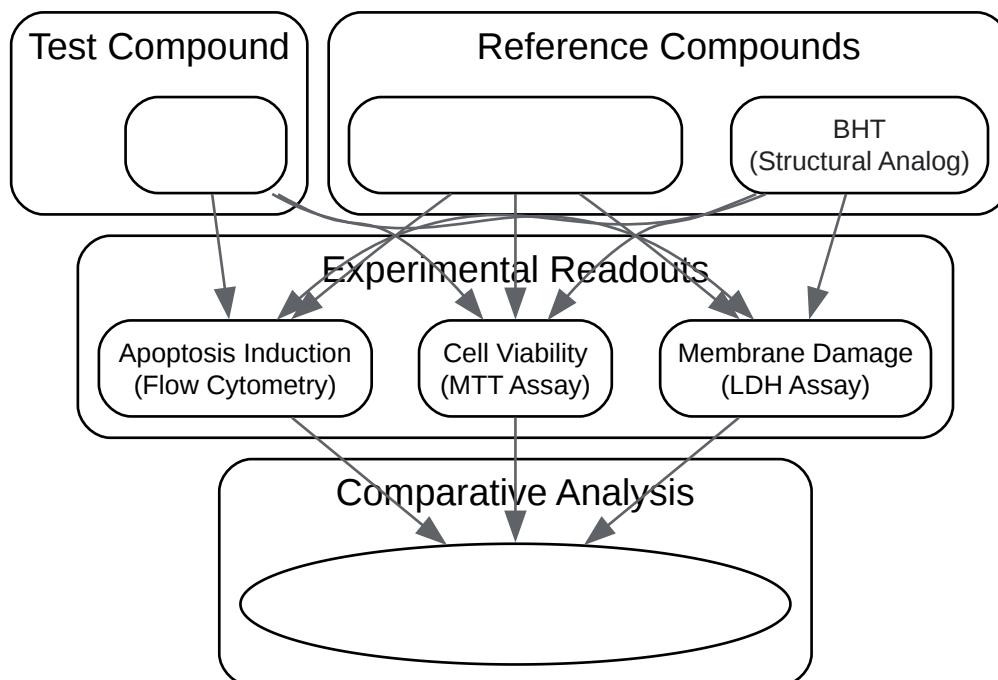 Test Compound
Reference Compounds
BHT
(Structural Analog)
Experimental Readouts
Apoptosis Induction
(Flow Cytometry)
Cell Viability
(MTT Assay)
Membrane Damage
(LDH Assay)
Comparative Analysis